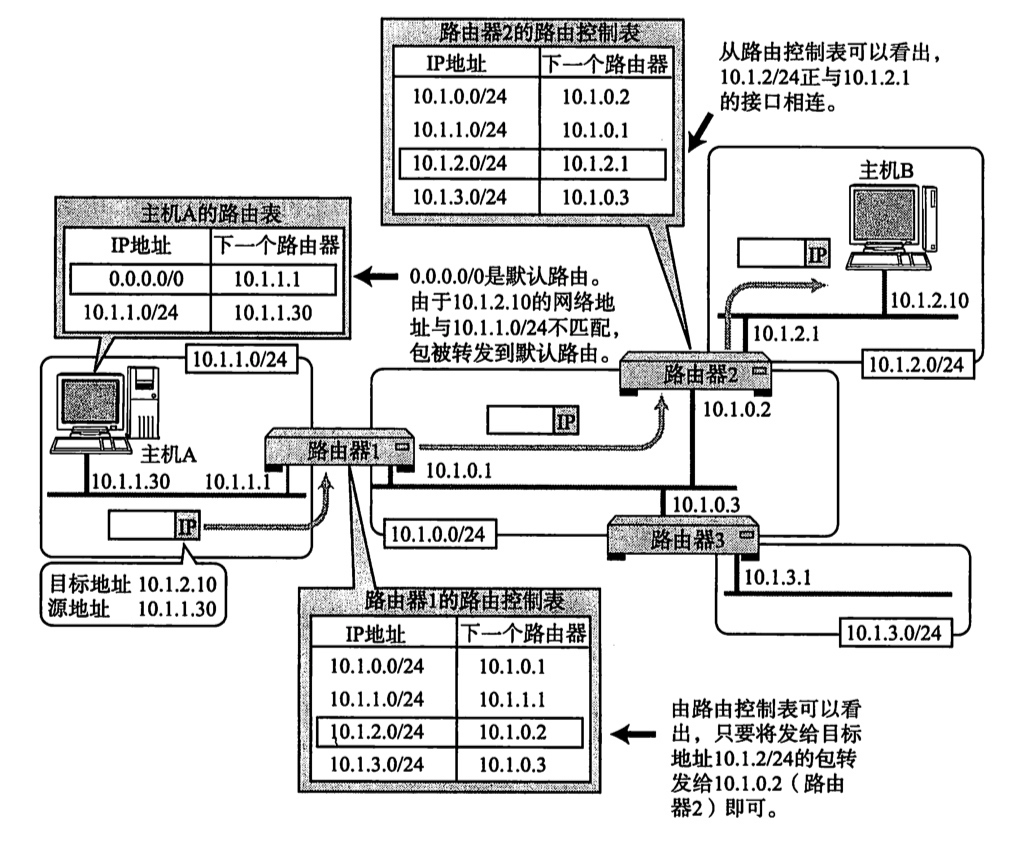 路由器2的路由控制表
IP地址 下一个路由器
10.1.0.0/24 10.1.0.2
10.1.1.0/24 10.1.0.1
10.1.2.0/24 10.1.2.1
10.1.3.0/24 10.1.0.3
从路由控制表可以看出，
10.1.2/24正与10.1.2.1
的接口相连。
主机B
IP
10.1.2.10
10.1.2.1
10.1.2.0/24
主机A的路由表
IP地址 下一个路由器
0.0.0.0/0 10.1.1.1
10.1.1.0/24 10.1.1.30
0.0.0.0/0是默认路由。
由于10.1.2.10的网络地
址与10.1.1.0/24不匹配，
包被转发到默认路由。
10.1.1.0/24
主机A
10.1.1.30
10.1.1.1
IP
目标地址 10.1.2.10
源地址 10.1.1.30
路由器1
10.1.0.1
IP
路由器2
10.1.0.2
10.1.0.3
10.1.0.0/24
路由器3
10.1.3.1
10.1.3.0/24
路由器1的路由控制表
IP地址 下一个路由器
10.1.0.0/24 10.1.0.1
10.1.1.0/24 10.1.1.1
10.1.2.0/24 10.1.0.2
10.1.3.0/24 10.1.0.3
由路由控制表可以看
出，只要将发给目标
地址10.1.2/24的包转
发给10.1.0.2（路由
器2）即可。